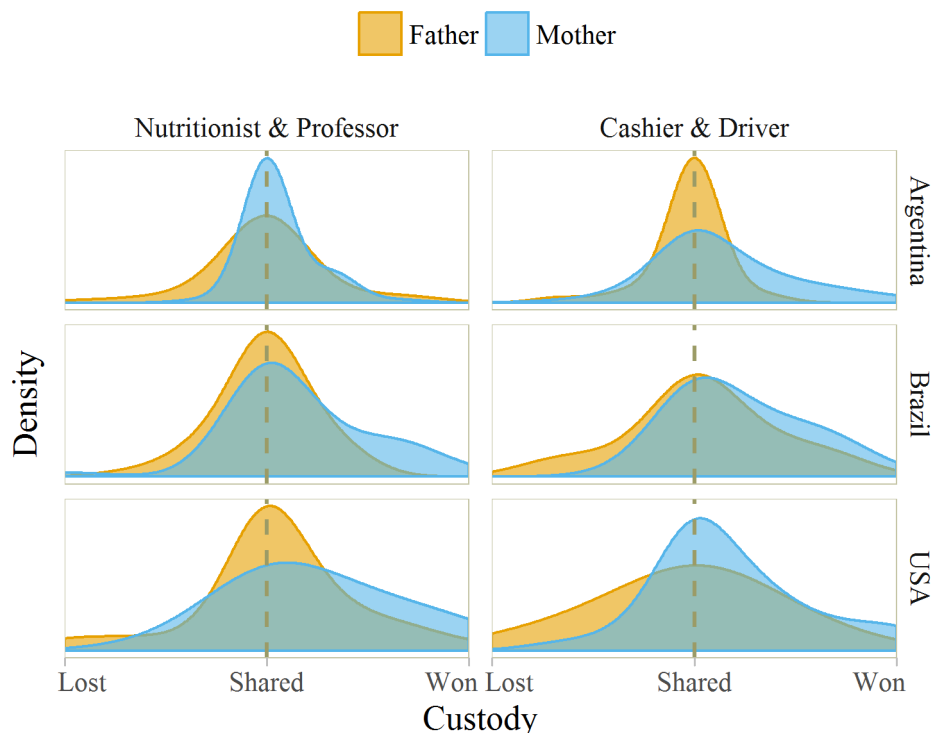 Father Mother
Nutritionist & Professor Cashier & Driver
Argentina
Brazil
USA
Density
Lost Shared Won Lost Shared Won
Custody